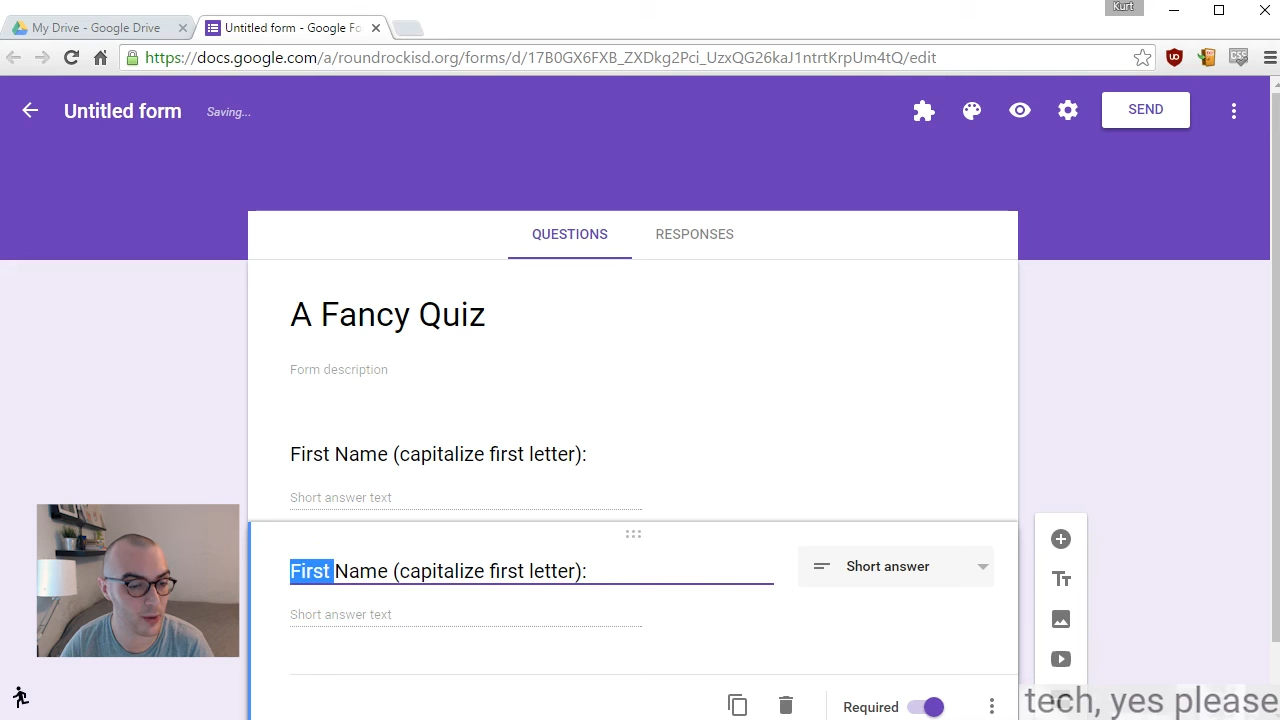 Kurt
My Drive - Google Drive
Untitled form - Google Fo
https://docs.google.com/a/roundrockisd.org/forms/d/17B0GX6FXB_ZXDkg2Pci_UzxQG26kaJ1ntrtKrpUm4tQ/edit
Untitled form
Saving...
SEND
QUESTIONS
RESPONSES
A Fancy Quiz
Form description
First Name (capitalize first letter):
Short answer text
First Name (capitalize first letter):
Short answer
Short answer text
Required
tech, yes please